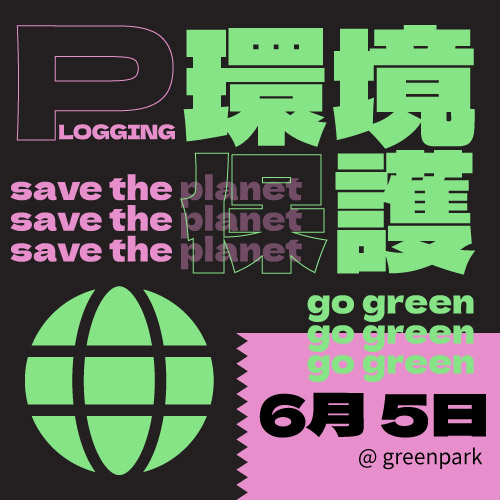 PLOGGING
環境
保護
save the planet
save the planet
save the planet
go green
go green
go green
6月 5日
@ greenpark